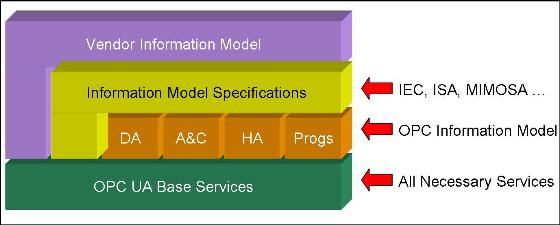 Vendor Information Model
Information Model Specifications
IEC, ISA, MIMOSA ...
DA A&C HA Progs
OPC Information Model
OPC UA Base Services
All Necessary Services